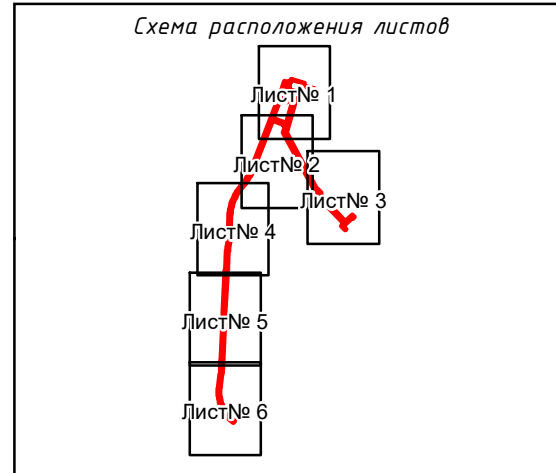 Схема расположения листов
Лист№ 1
Лист№ 2
Лист№ 3
Лист№ 4
Лист№ 5
Лист№ 6